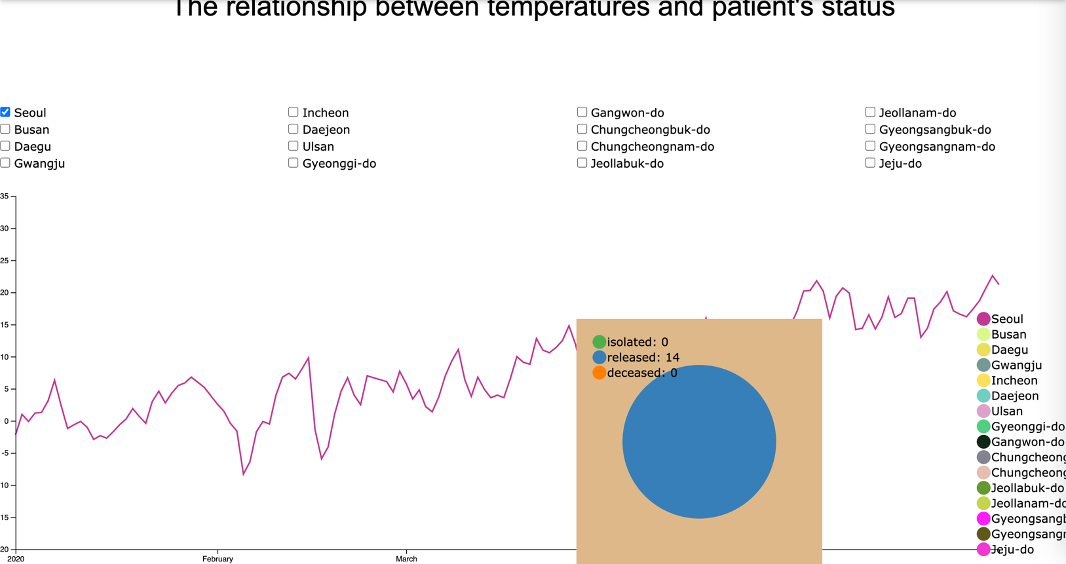 The relationship between temperatures and patient's status
Seoul
Busan
Daegu
Gwangju
Incheon
Daejeon
Ulsan
Gyeonggi-do
Gangwon-do
Chungcheongbuk-do
Chungcheongnam-do
Jeollabuk-do
Jeollanam-do
Gyeongsangbuk-do
Gyeongsangnam-do
Jeju-do
35
30
25
20
15
10
5
0
-5
10
15
20
2020
February
March
isolated: 0
released: 14
deceased: 0
Seoul
Busan
Daegu
Gwangju
Incheon
Daejeon
Ulsan
Gyeonggi-do
Gangwon-do
Chungcheong
Chungcheong
Jeollabuk-do
Jeollanam-do
Gyeongsang
Gyeongsang
Jeju-do